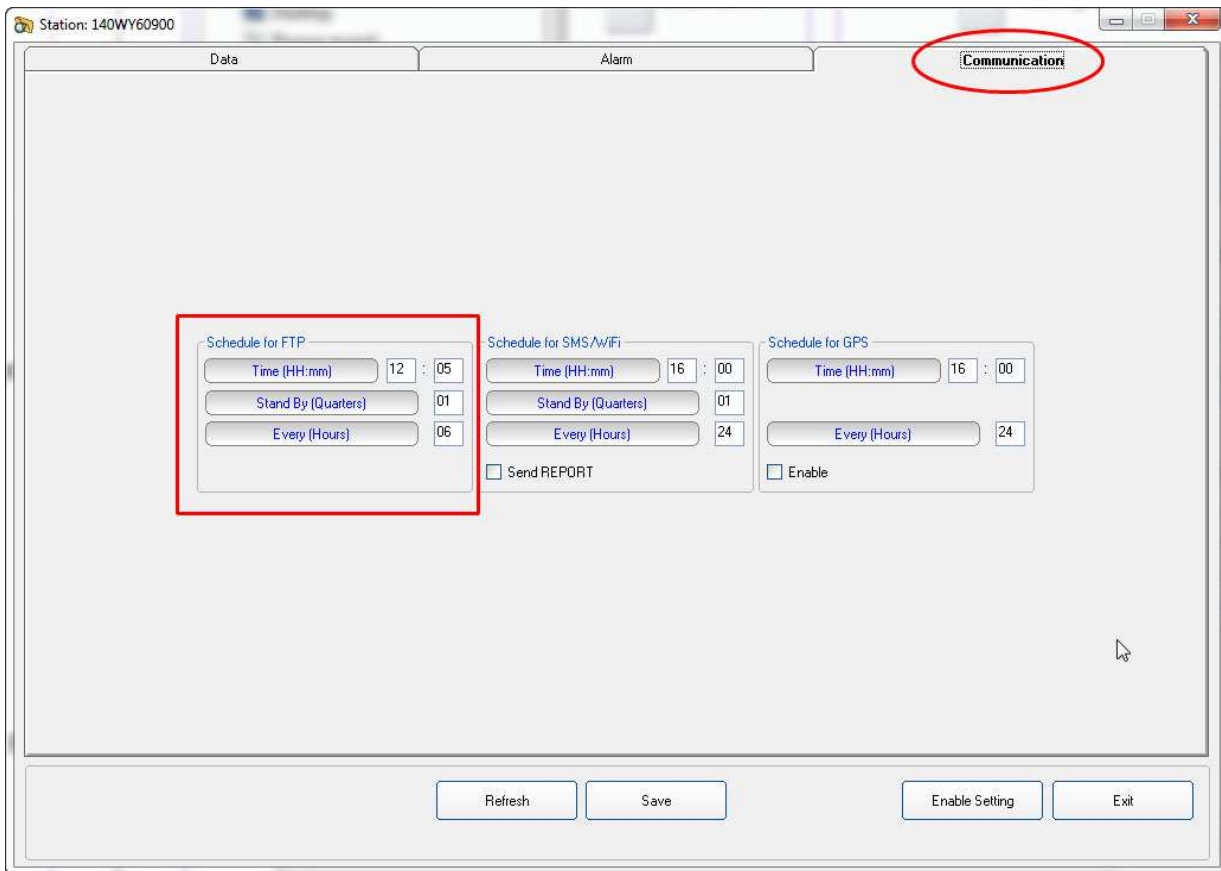 Station: 140WY60900
Data Alarm Communication
Schedule for FTP
Time (HH:mm) 12 : 05
Stand By (Quarters) 01
Every (Hours) 06
Schedule for SMS/WiFi
Time (HH:mm) 16 : 00
Stand By (Quarters) 01
Every (Hours) 24
Send REPORT
Schedule for GPS
Time (HH:mm) 16 : 00
Every (Hours) 24
Enable
Refresh Save Enable Setting Exit